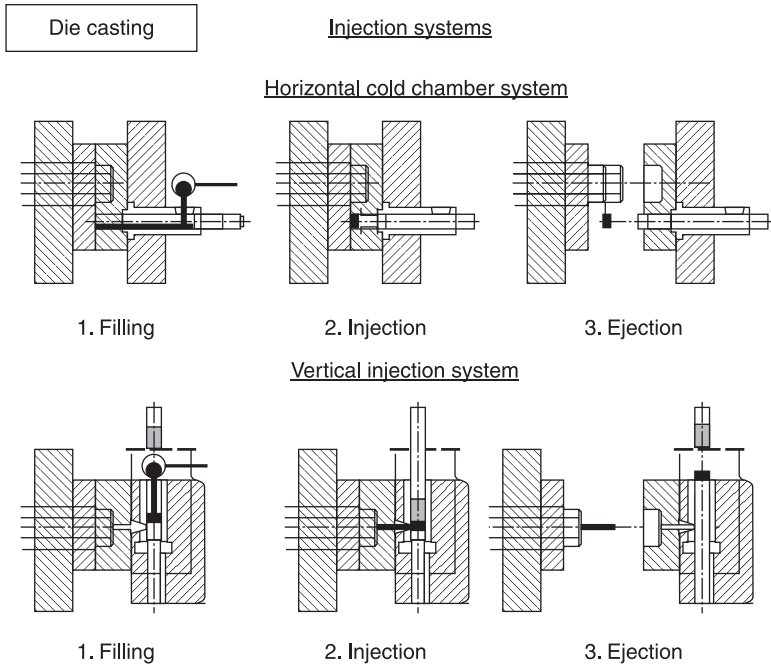 Die casting
Injection systems
Horizontal cold chamber system
1. Filling
2. Injection
3. Ejection
Vertical injection system
1. Filling
2. Injection
3. Ejection